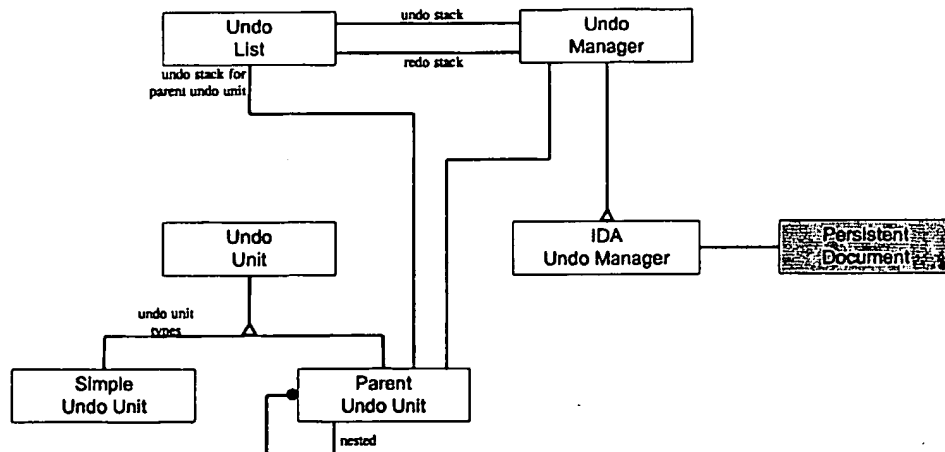 undo stack
Undo
List
Undo
Manager
redo stack
undo stack for
parent undo unit
Undo
Unit
IDA
Undo Manager
Persistent
Document
undo unit
types
Simple
Undo Unit
Parent
Undo Unit
nested